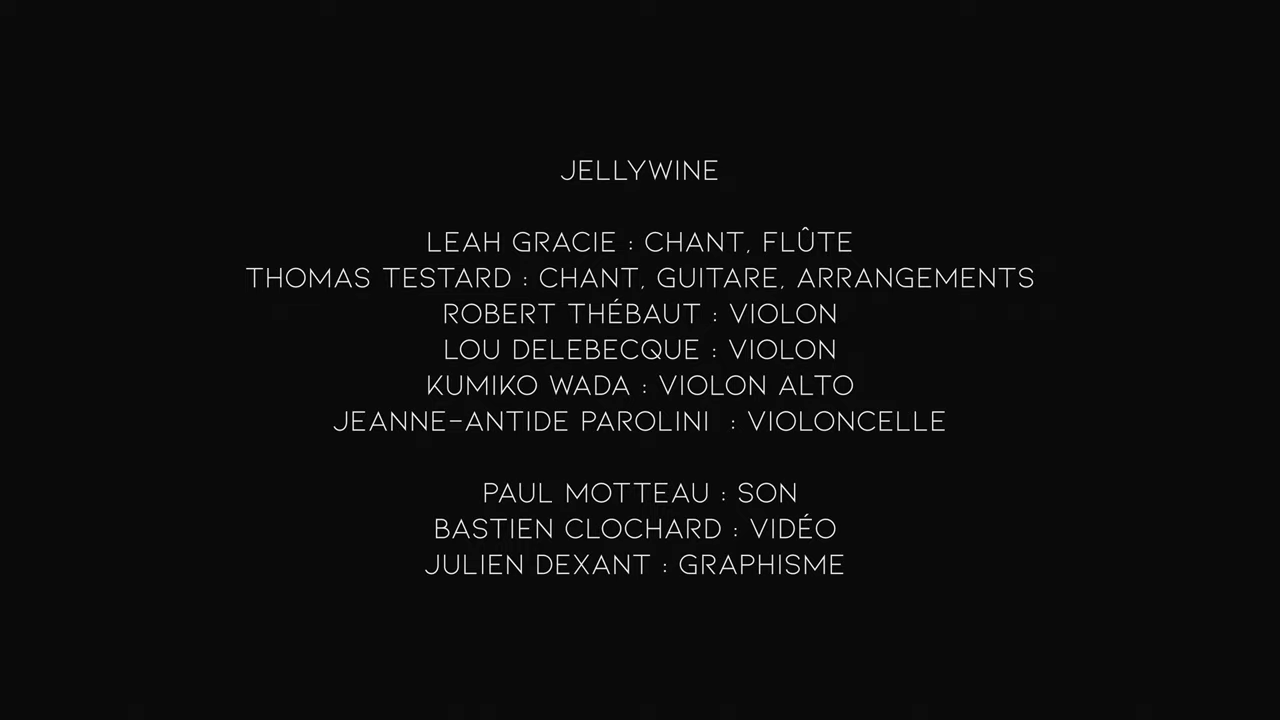 JELLYWINE
LEAH GRACIE : CHANT, FLÛTE
THOMAS TESTARD : CHANT, GUITARE, ARRANGEMENTS
ROBERT THÉBAUT : VIOLON
LOU DELEBECQUE : VIOLON
KUMIKO WADA : VIOLON ALTO
JEANNE-ANTIDE PAROLINI : VIOLONCELLE
PAUL MOTTEAU : SON
BASTIEN CLOCHARD : VIDÉO
JULIEN DEXANT : GRAPHISME